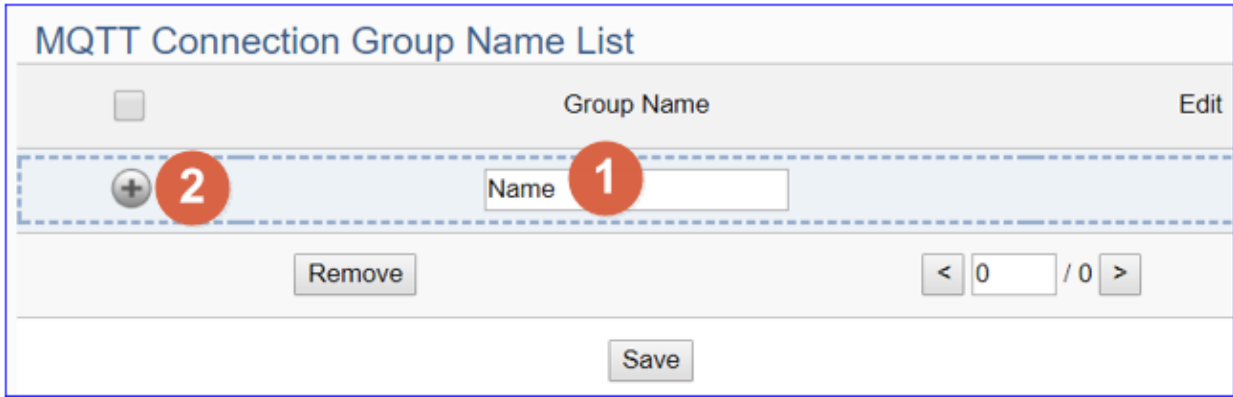 MQTT Connection Group Name List
Group Name Edit
2 Name 1
Remove < 0 / 0 >
Save